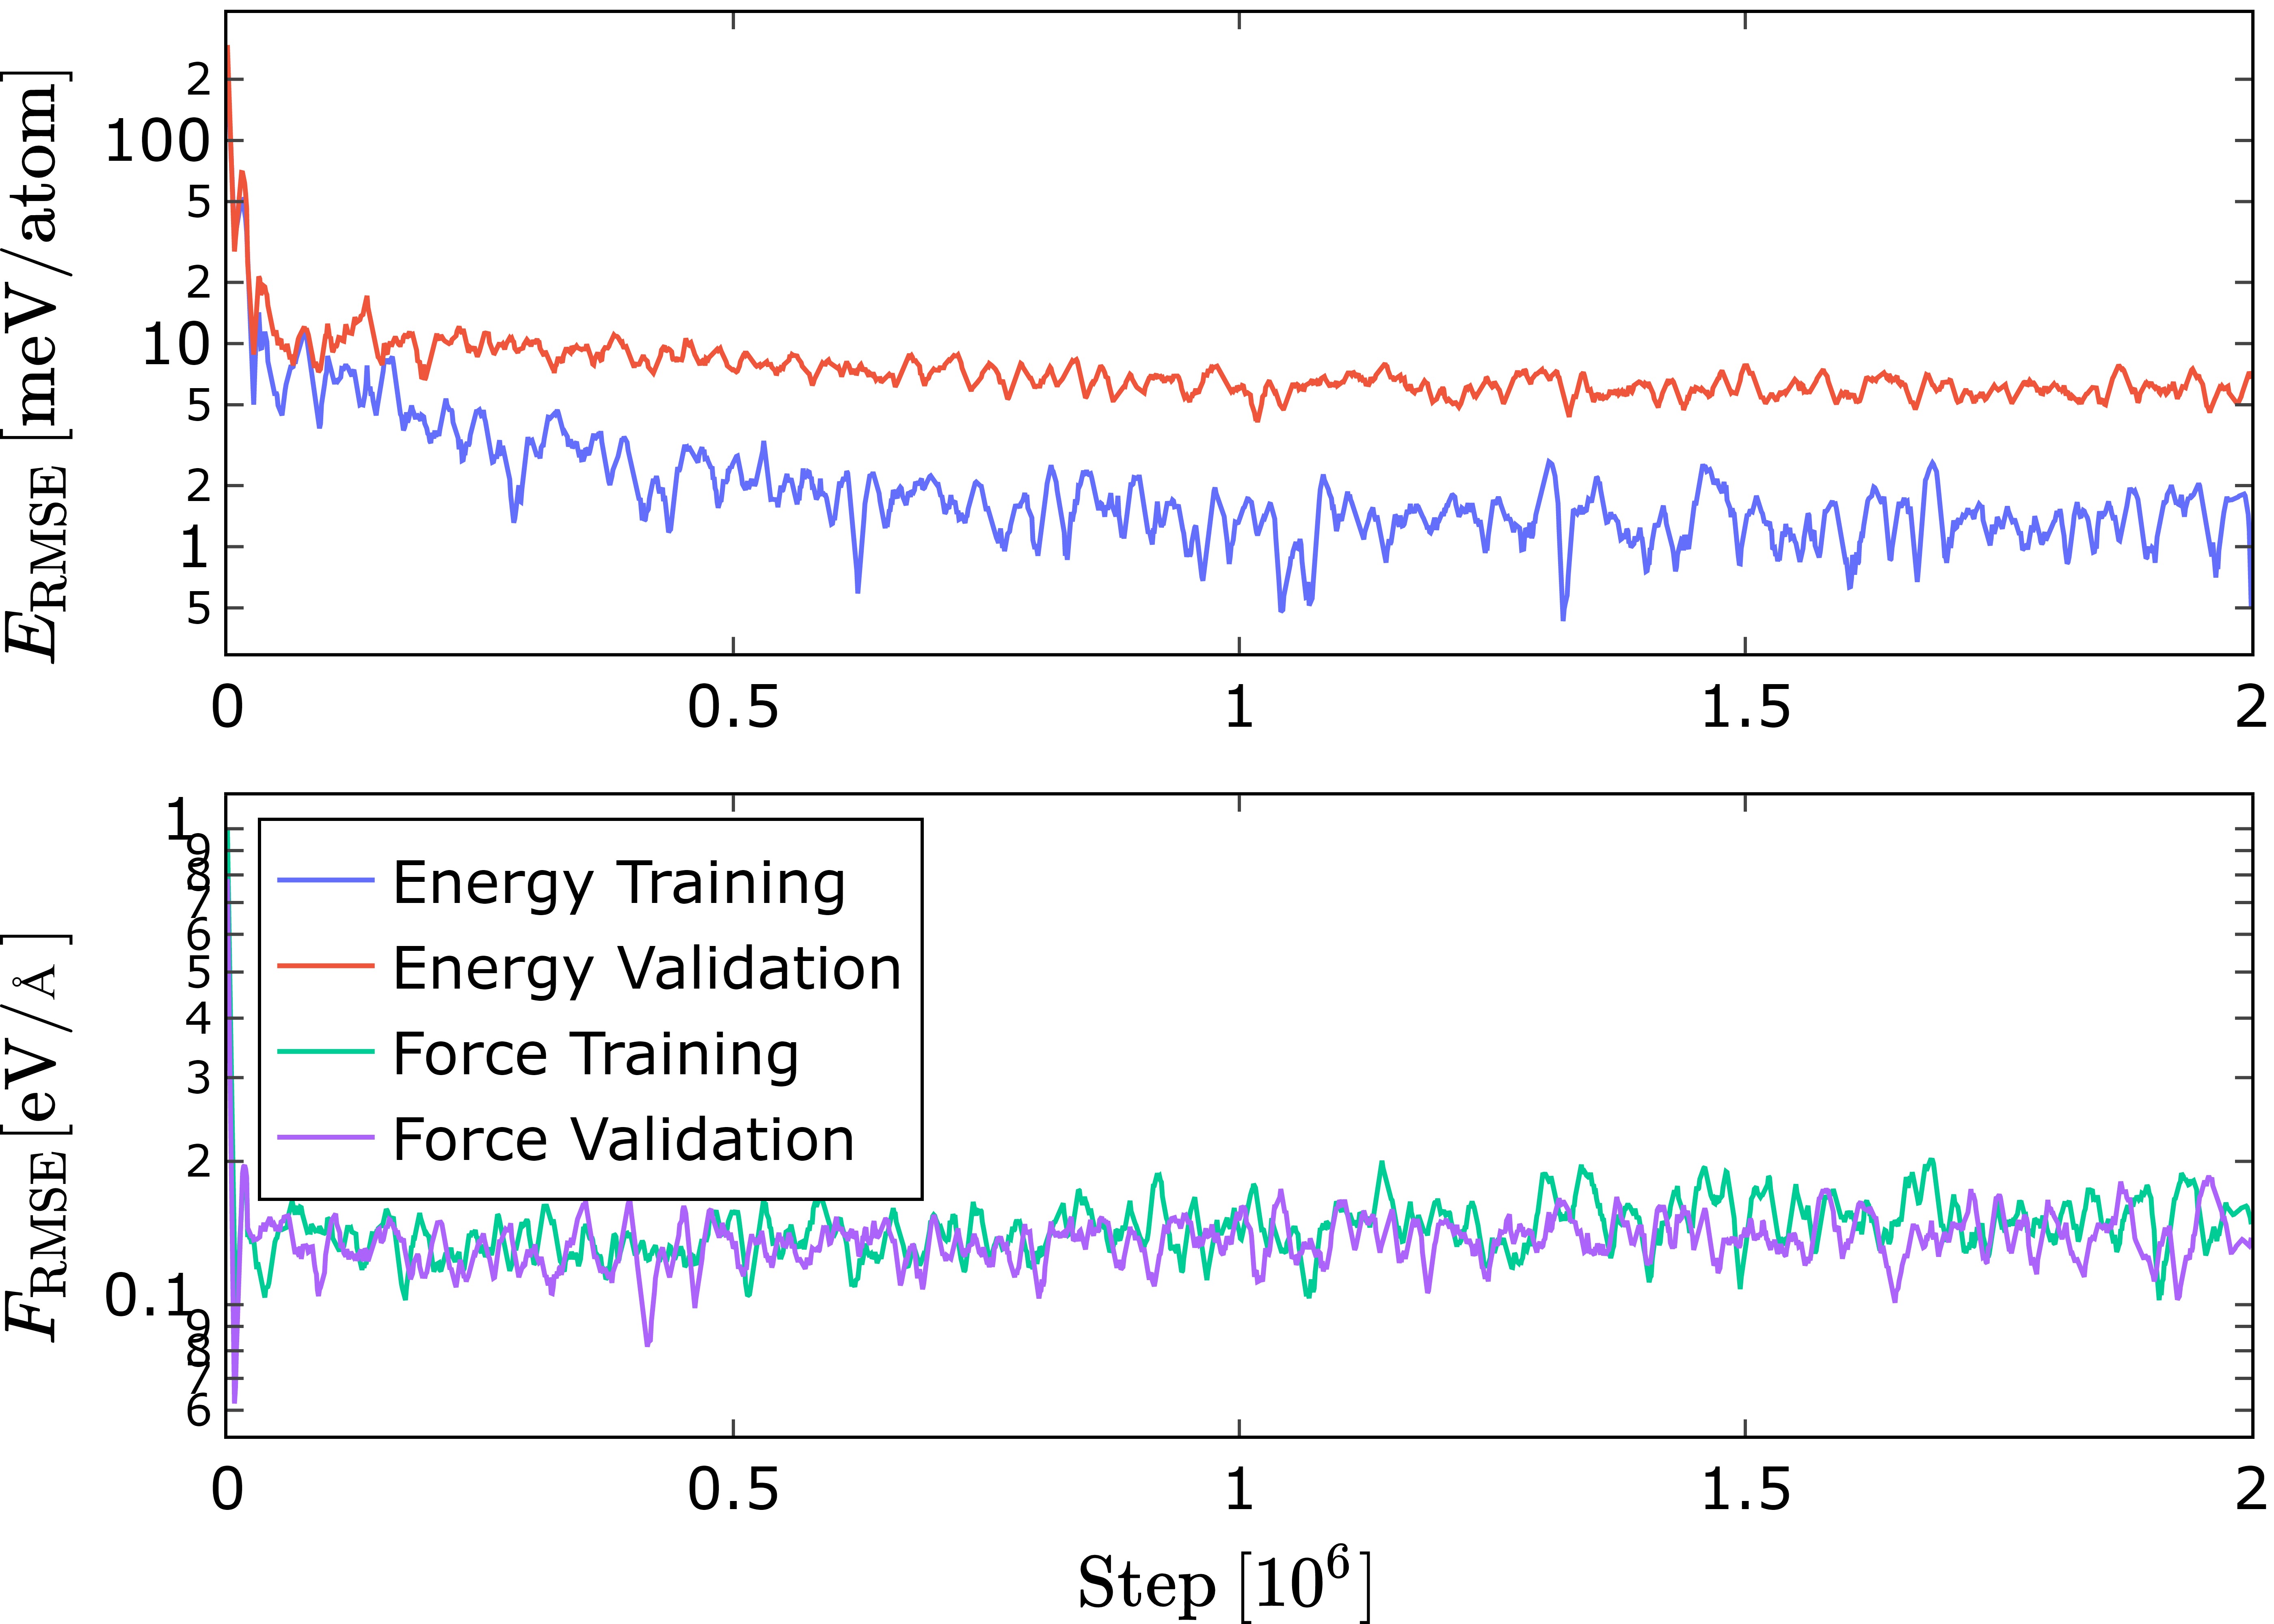 E_RMSE [meV/atom]
2
100
5
2
10
5
2
1
5
0 0.5 1 1.5 2
F_RMSE [eV/Å]
1
9
8
7
6
5
4
3
2
0.1
9
8
7
6
Energy Training
Energy Validation
Force Training
Force Validation
0 0.5 1 1.5 2
Step [10⁶]